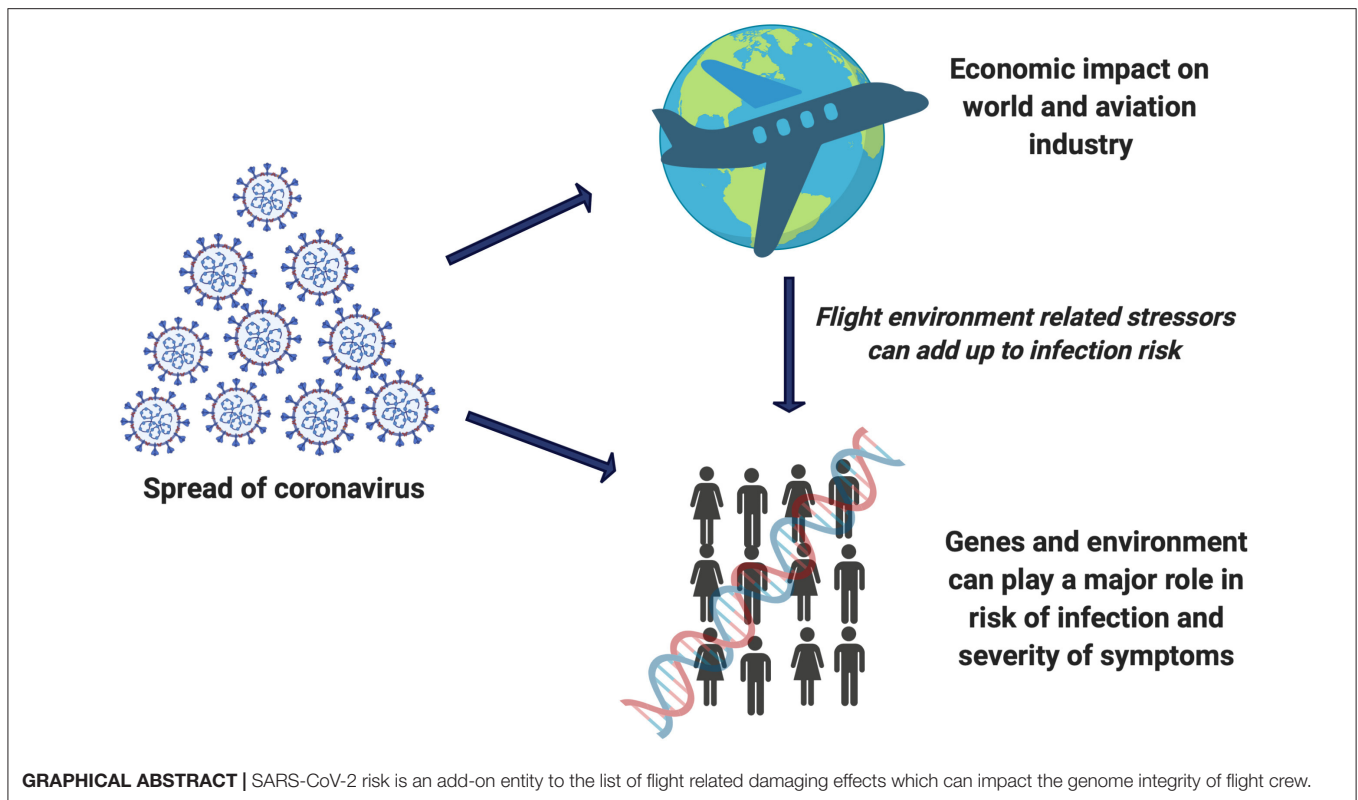 Economic impact on
world and aviation
industry
Flight environment related stressors
can add up to infection risk
Spread of coronavirus
Genes and environment
can play a major role in
risk of infection and
severity of symptoms
GRAPHICAL ABSTRACT | SARS-CoV-2 risk is an add-on entity to the list of flight related damaging effects which can impact the genome integrity of flight crew.